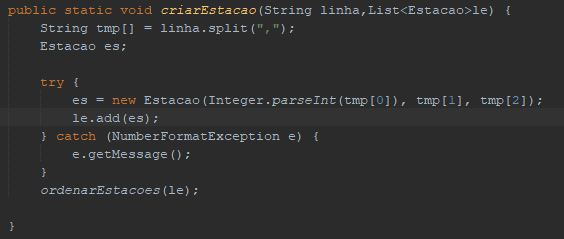 public static void criarEstacao(String linha,List<Estacao>le) {
String tmp[] = linha.split(",");
Estacao es;
try {
es = new Estacao(Integer.parseInt(tmp[0]), tmp[1], tmp[2]);
le.add(es);
} catch (NumberFormatException e) {
e.getMessage();
}
ordenarEstacoes(le);
}